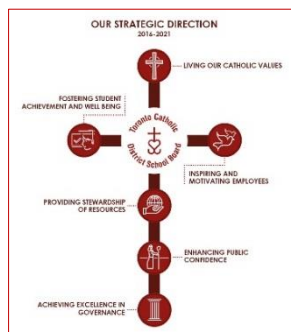 OUR STRATEGIC DIRECTION
2016-2021
LIVING OUR CATHOLIC VALUES
FOSTERING STUDENT
ACHIEVEMENT AND WELL BEING
Toronto Catholic
District School Board
INSPIRING AND
MOTIVATING EMPLOYEES
PROVIDING STEWARDSHIP
OF RESOURCES
ENHANCING PUBLIC
CONFIDENCE
ACHIEVING EXCELLENCE IN
GOVERNANCE